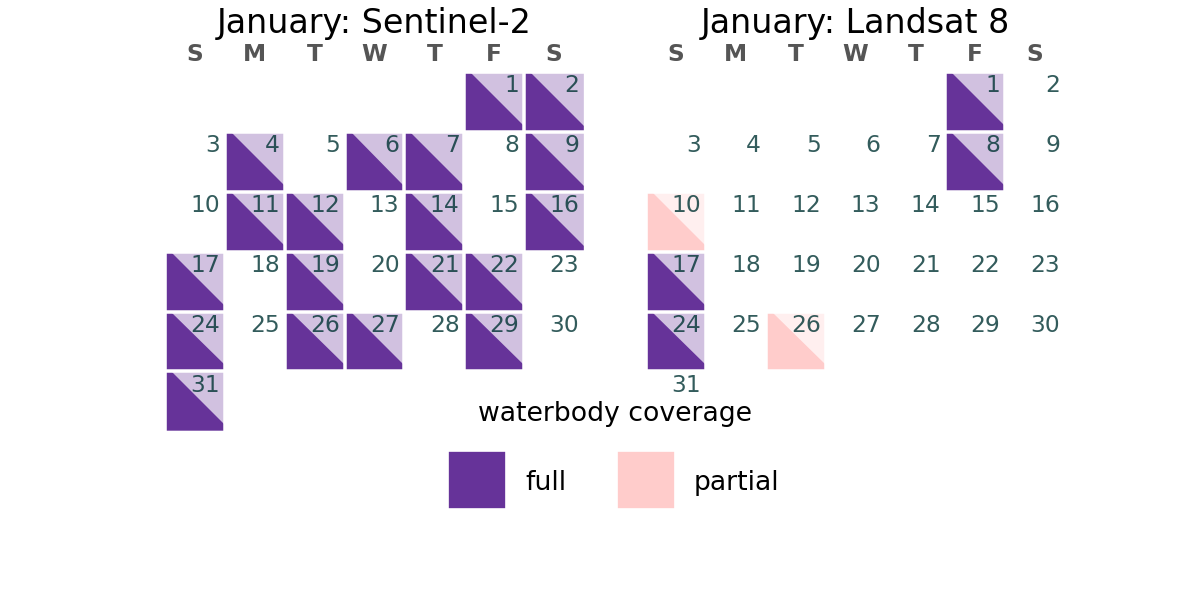 January: Sentinel-2
S M T W T F S
1 2
3 4 5 6 7 8 9
10 11 12 13 14 15 16
17 18 19 20 21 22 23
24 25 26 27 28 29 30
31
January: Landsat 8
S M T W T F S
1 2
3 4 5 6 7 8 9
10 11 12 13 14 15 16
17 18 19 20 21 22 23
24 25 26 27 28 29 30
31
waterbody coverage
full partial